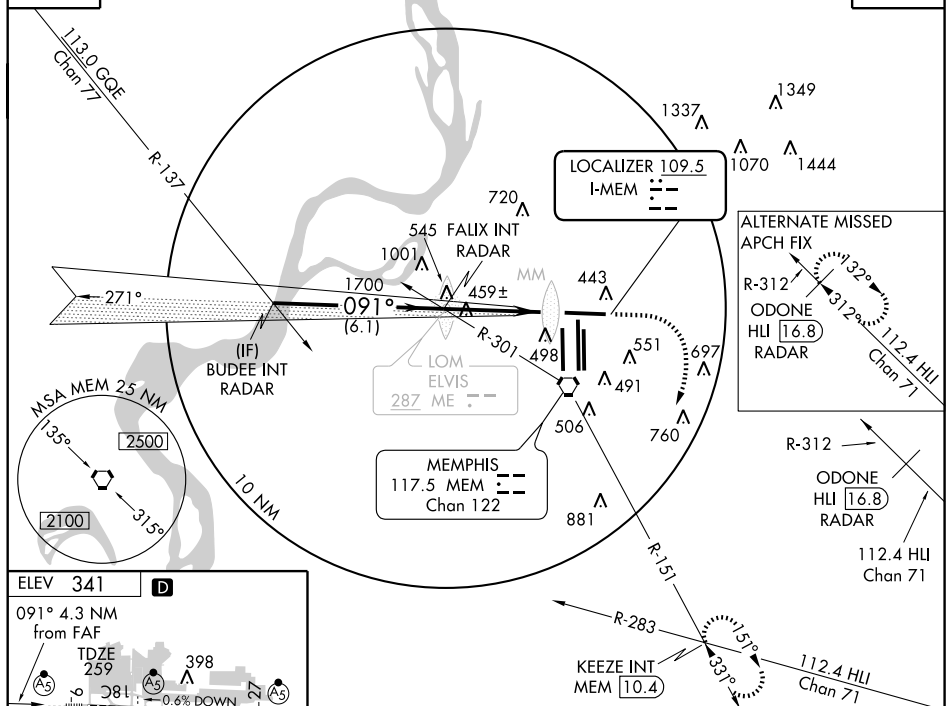 113.0 GQE
Chan 77
R-137
1337
1349
1070
1444
LOCALIZER 109.5
I-MEM
720
545
FALIX INT
RADAR
1001
MM
443
1700
459±
091°
(6.1)
271°
R-301
(IF)
BUDEE INT
RADAR
LOM
ELVIS
287 ME
498
551
697
491
506
760
881
ALTERNATE MISSED
APCH FIX
R-312
132°
312°
ODONE
HLI 16.8
RADAR
112.4 HLI
Chan 71
MSA MEM 25 NM
135°
2500
2100
315°
MEMPHIS
117.5 MEM
Chan 122
10 NM
R-312
ODONE
HLI 16.8
RADAR
112.4 HLI
Chan 71
R-151
R-283
151°
331°
KEEZE INT
MEM 10.4
112.4 HLI
Chan 71
ELEV 341
D
091° 4.3 NM
from FAF
TDZE
259
398
A5
A5
A5
9
18C
27
0.6% DOWN